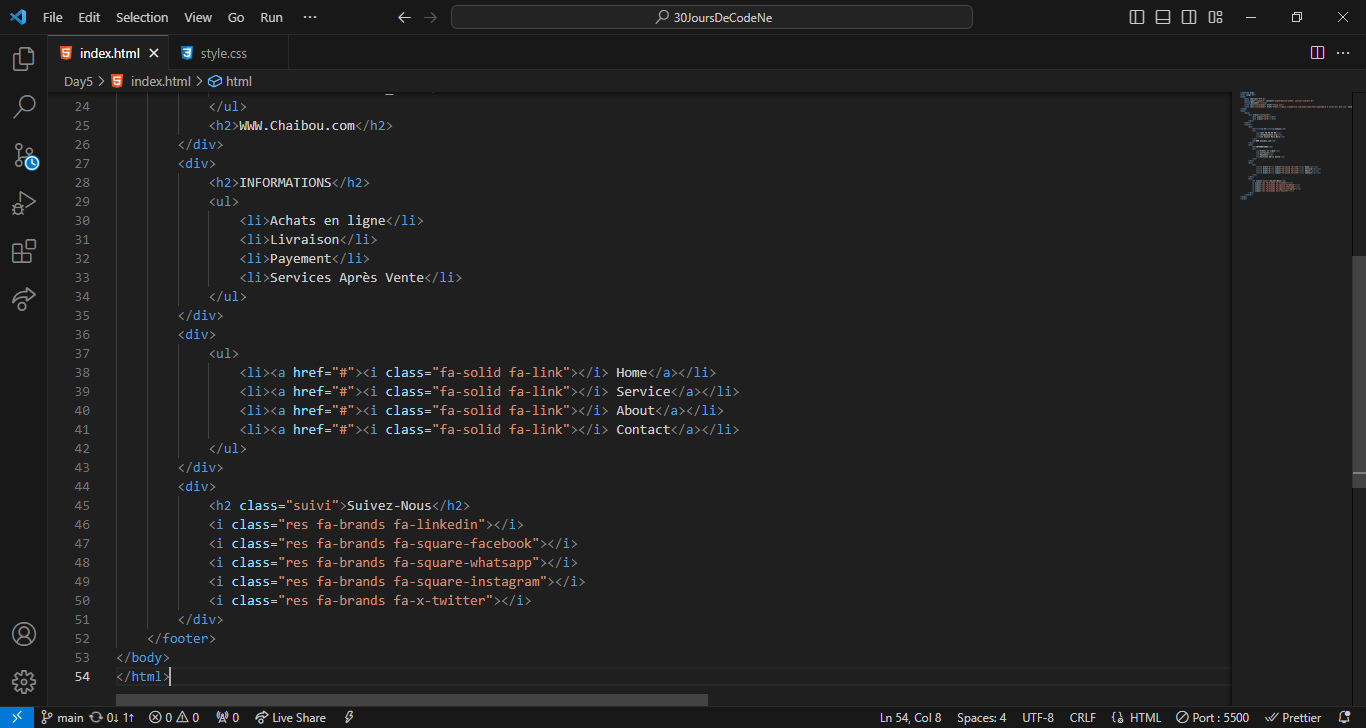 File Edit Selection View Go Run ···
30JoursDeCodeNe
index.html style.css
Day5 > index.html > html
24 </ul>
25 <h2>WWW.Chaibou.com</h2>
26 </div>
27 <div>
28 <h2>INFORMATIONS</h2>
29 <ul>
30 <li>Achats en ligne</li>
31 <li>Livraison</li>
32 <li>Payement</li>
33 <li>Services Après Vente</li>
34 </ul>
35 </div>
36 <div>
37 <ul>
38 <li><a href="#"><i class="fa-solid fa-link"></i> Home</a></li>
39 <li><a href="#"><i class="fa-solid fa-link"></i> Service</a></li>
40 <li><a href="#"><i class="fa-solid fa-link"></i> About</a></li>
41 <li><a href="#"><i class="fa-solid fa-link"></i> Contact</a></li>
42 </ul>
43 </div>
44 <div>
45 <h2 class="suivi">Suivez-Nous</h2>
46 <i class="res fa-brands fa-linkedin"></i>
47 <i class="res fa-brands fa-square-facebook"></i>
48 <i class="res fa-brands fa-square-whatsapp"></i>
49 <i class="res fa-brands fa-square-instagram"></i>
50 <i class="res fa-brands fa-x-twitter"></i>
51 </div>
52 </footer>
53 </body>
54 </html>
main 0↓ 1↑ 0 0 0 Live Share Ln 54, Col 8 Spaces: 4 UTF-8 CRLF HTML Port : 5500 Prettier